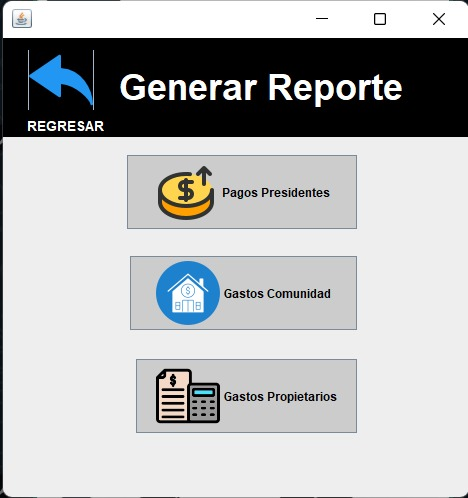 Generar Reporte
REGRESAR
$
Pagos Presidentes
$
Gastos Comunidad
$
Gastos Propietarios